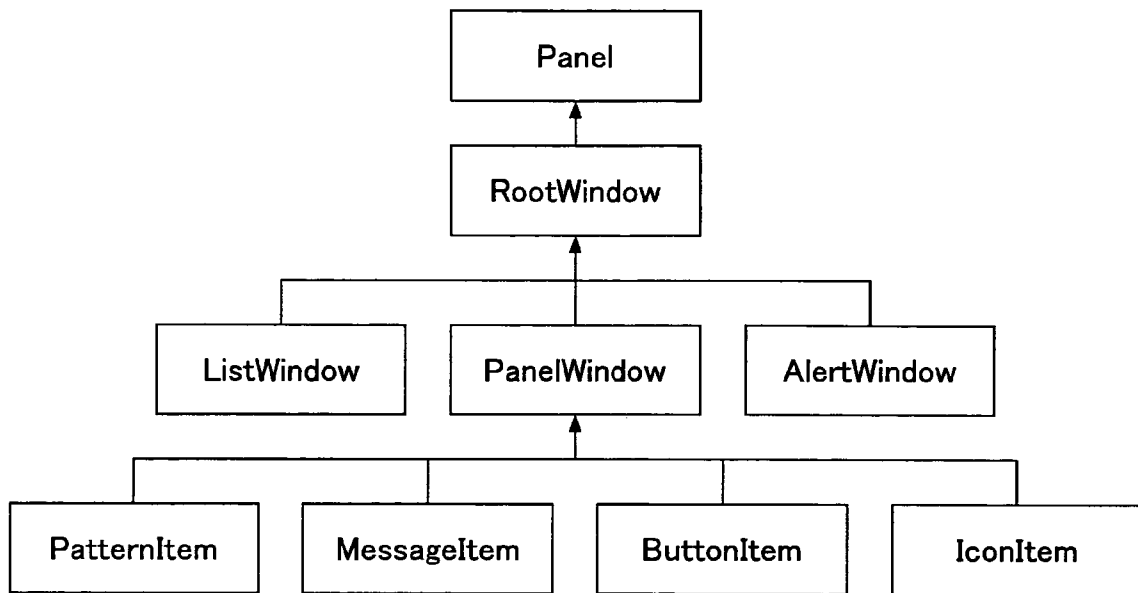 Panel
RootWindow
ListWindow
PanelWindow
AlertWindow
PatternItem
MessageItem
ButtonItem
IconItem